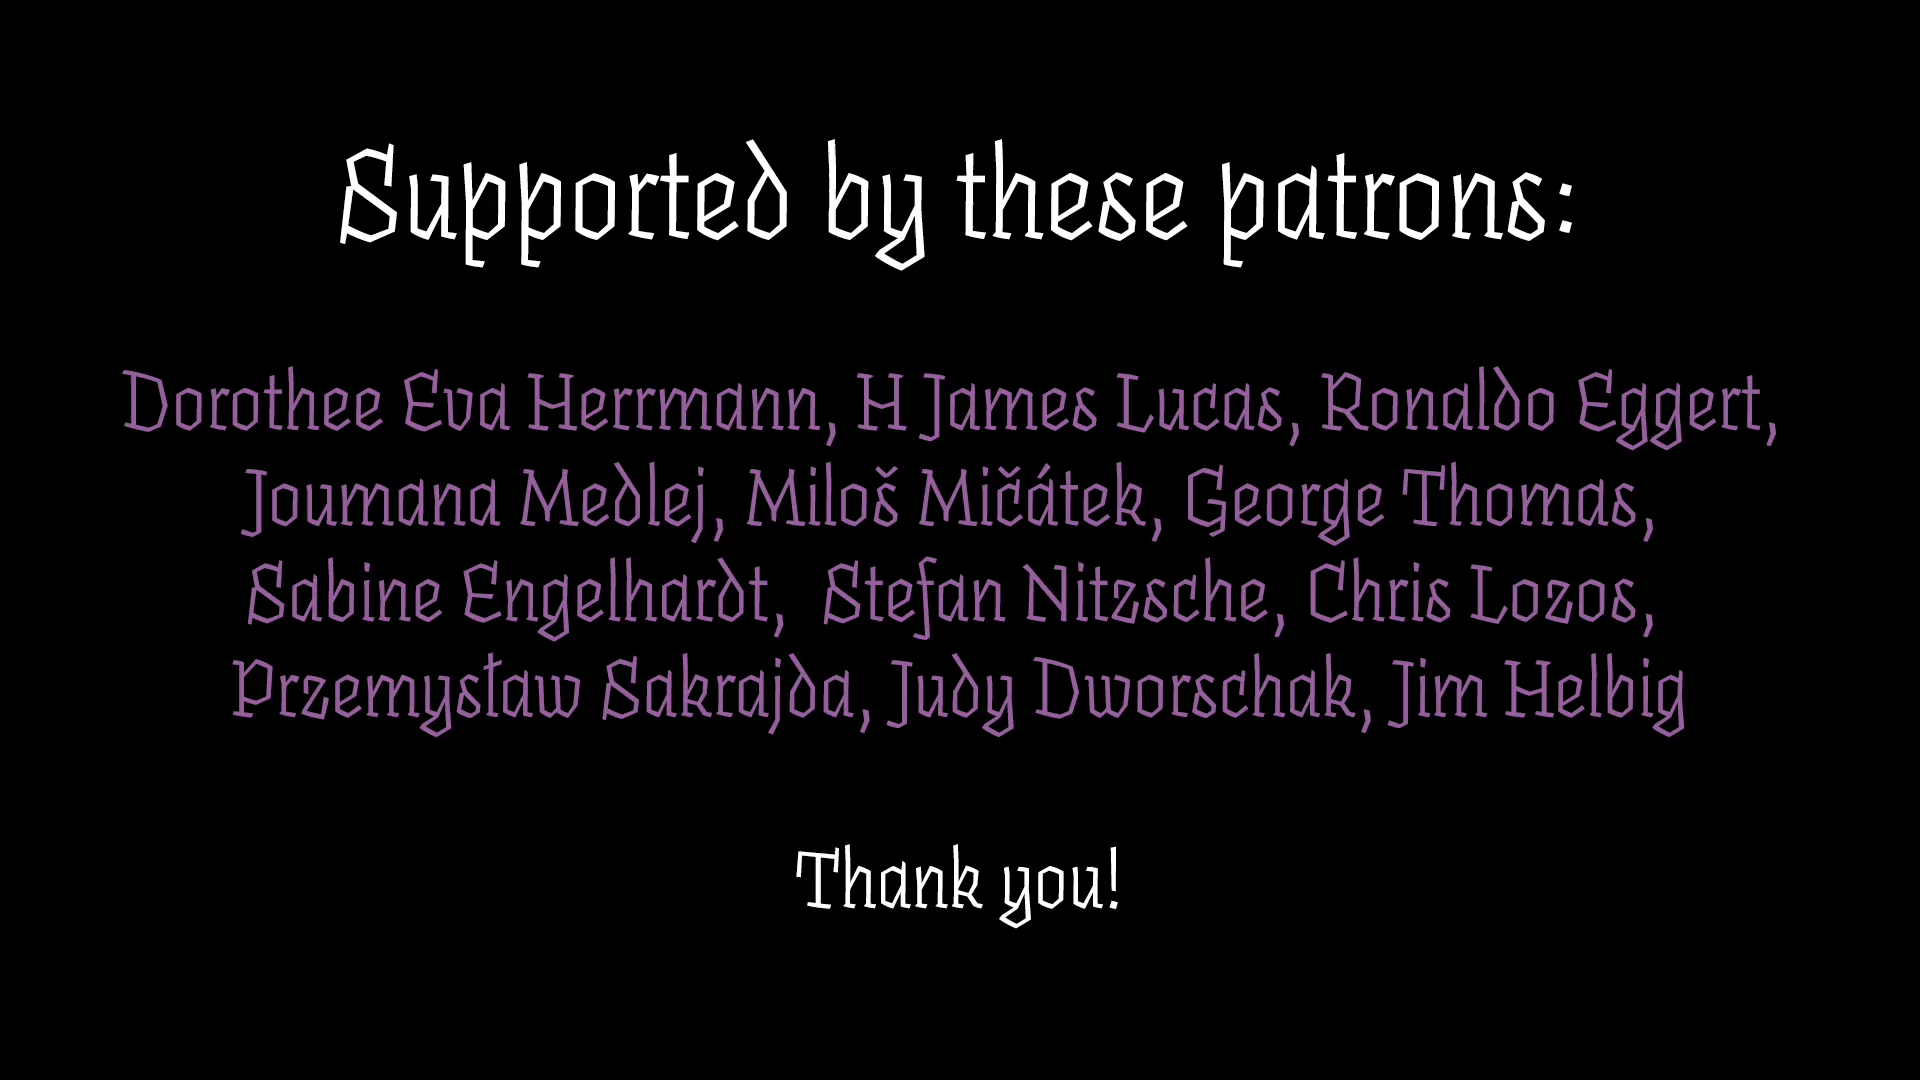 Supported by these patrons:
Dorothee Eva Herrmann, H James Lucas, Ronaldo Eggert,
Joumana Medlej, Miloš Mičátek, George Thomas,
Sabine Engelhardt, Stefan Nitzsche, Chris Lozos,
Przemysław Sakrajda, Judy Dworschak, Jim Helbig
Thank you!